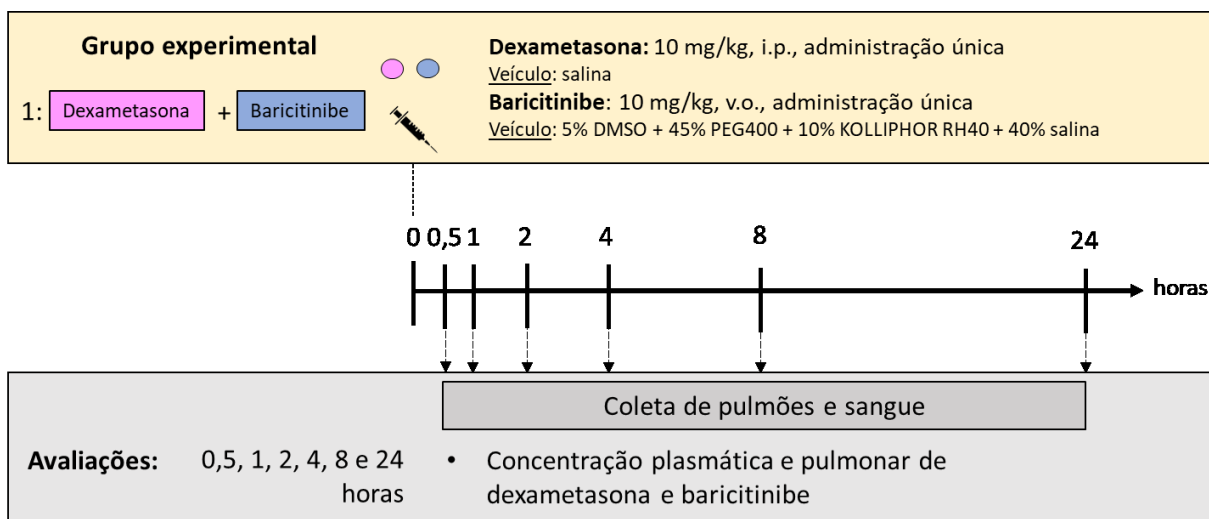 Grupo experimental
1: Dexametasona + Baricitinibe
Dexametasona: 10 mg/kg, i.p., administração única
Veículo: salina
Baricitinibe: 10 mg/kg, v.o., administração única
Veículo: 5% DMSO + 45% PEG400 + 10% KOLLIPHOR RH40 + 40% salina
0 0,5 1 2 4 8 24
horas
Coleta de pulmões e sangue
Avaliações: 0,5, 1, 2, 4, 8 e 24
horas
• Concentração plasmática e pulmonar de
dexametasona e baricitinibe